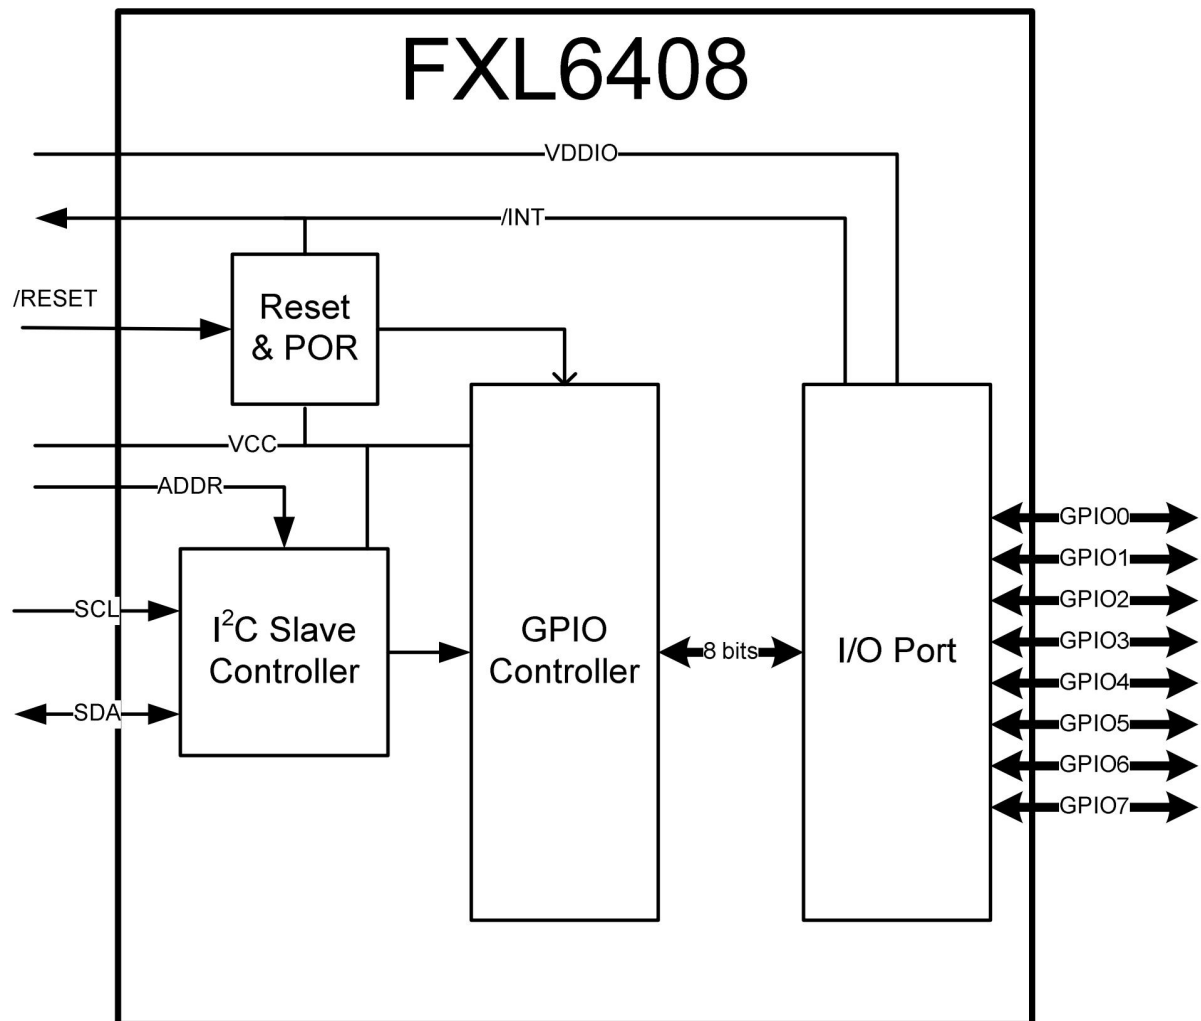 FXL6408
VDDIO
/INT
/RESET
Reset
& POR
VCC
ADDR
SCL
SDA
I²C Slave
Controller
GPIO
Controller
8 bits
I/O Port
GPIO0
GPIO1
GPIO2
GPIO3
GPIO4
GPIO5
GPIO6
GPIO7